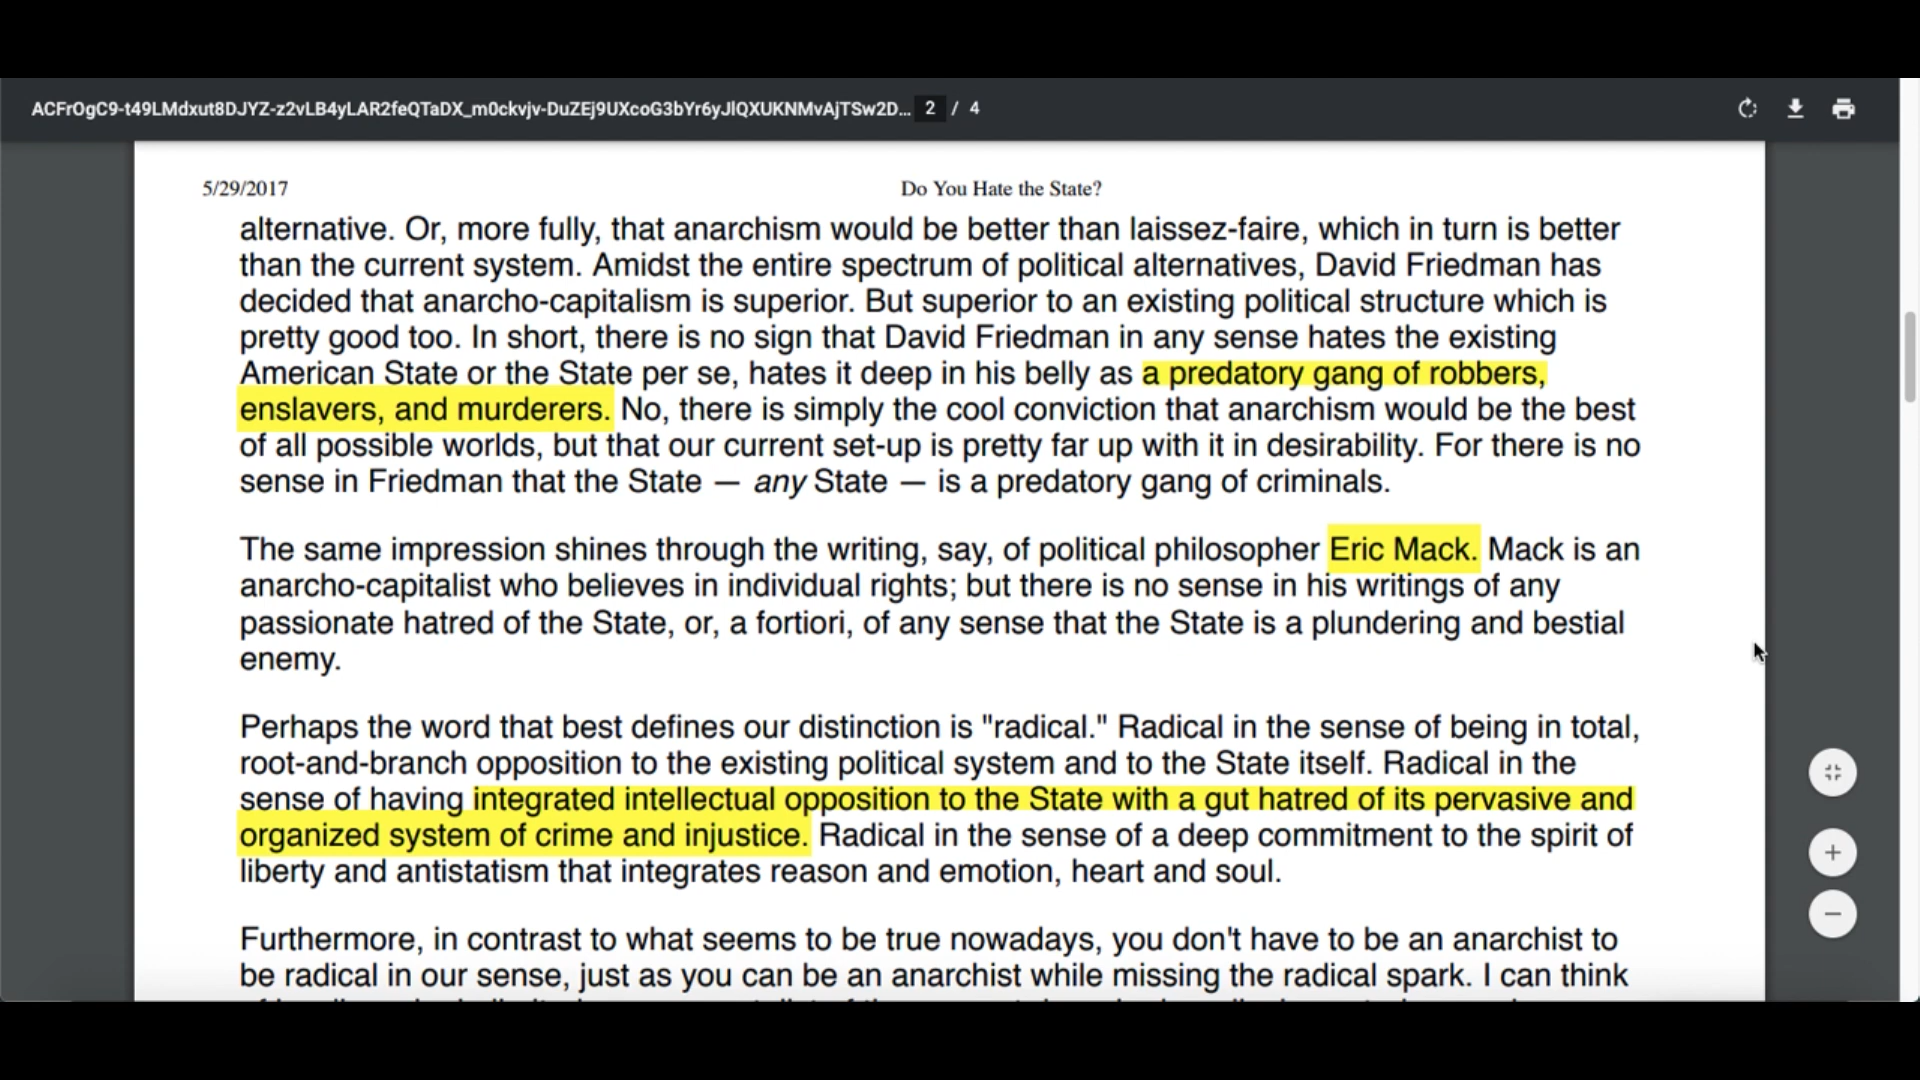 ACFrOgC9-t49LMdxut8DJYZ-z2vLB4yLAR2feQTaDX_m0ckvjv-DuZEj9UXcoG3bYr6yJlQXUKNMvAjTSw2D... 2 / 4
5/29/2017 Do You Hate the State?
alternative. Or, more fully, that anarchism would be better than laissez-faire, which in turn is better
than the current system. Amidst the entire spectrum of political alternatives, David Friedman has
decided that anarcho-capitalism is superior. But superior to an existing political structure which is
pretty good too. In short, there is no sign that David Friedman in any sense hates the existing
American State or the State per se, hates it deep in his belly as a predatory gang of robbers,
enslavers, and murderers. No, there is simply the cool conviction that anarchism would be the best
of all possible worlds, but that our current set-up is pretty far up with it in desirability. For there is no
sense in Friedman that the State — any State — is a predatory gang of criminals.
The same impression shines through the writing, say, of political philosopher Eric Mack. Mack is an
anarcho-capitalist who believes in individual rights; but there is no sense in his writings of any
passionate hatred of the State, or, a fortiori, of any sense that the State is a plundering and bestial
enemy.
Perhaps the word that best defines our distinction is "radical." Radical in the sense of being in total,
root-and-branch opposition to the existing political system and to the State itself. Radical in the
sense of having integrated intellectual opposition to the State with a gut hatred of its pervasive and
organized system of crime and injustice. Radical in the sense of a deep commitment to the spirit of
liberty and antistatism that integrates reason and emotion, heart and soul.
Furthermore, in contrast to what seems to be true nowadays, you don't have to be an anarchist to
be radical in our sense, just as you can be an anarchist while missing the radical spark. I can think